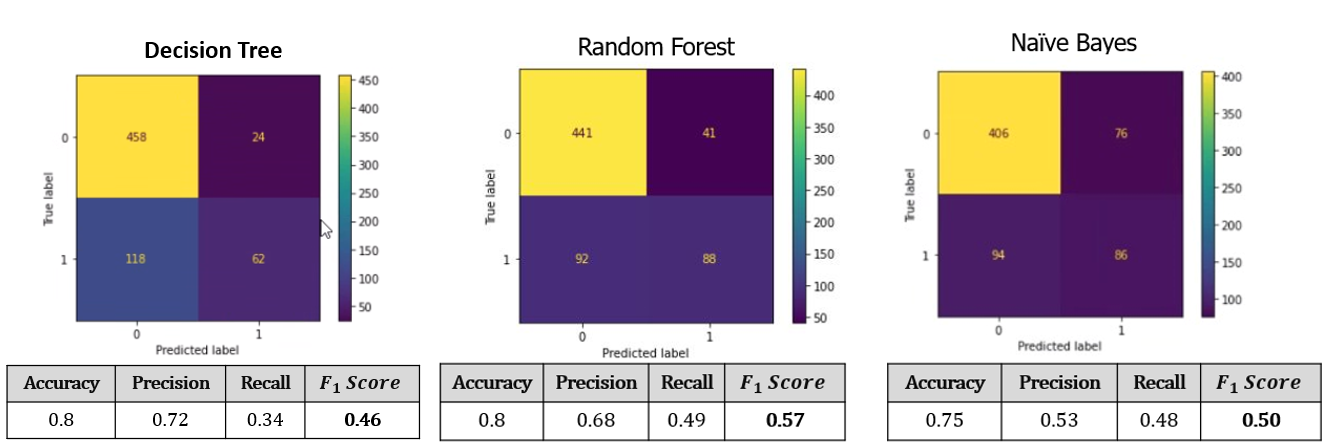 Decision Tree
458 24
118 62
0
1
True label
0 1
Predicted label
450
400
350
300
250
200
150
100
50
Accuracy Precision Recall F₁ Score
0.8 0.72 0.34 0.46
Random Forest
441 41
92 88
0
1
True label
0 1
Predicted label
400
350
300
250
200
150
100
50
Accuracy Precision Recall F₁ Score
0.8 0.68 0.49 0.57
Naïve Bayes
406 76
94 86
0
1
True label
0 1
Predicted label
400
350
300
250
200
150
100
Accuracy Precision Recall F₁ Score
0.75 0.53 0.48 0.50